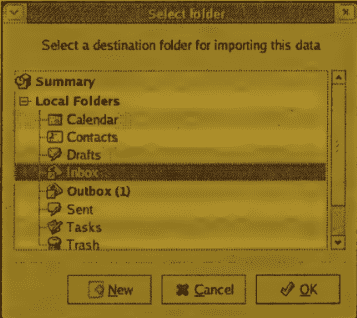 Select folder
Select a destination folder for importing this data
Summary
Local Folders
Calendar
Contacts
Drafts
Inbox
Outbox (1)
Sent
Tasks
Trash
New
Cancel
OK